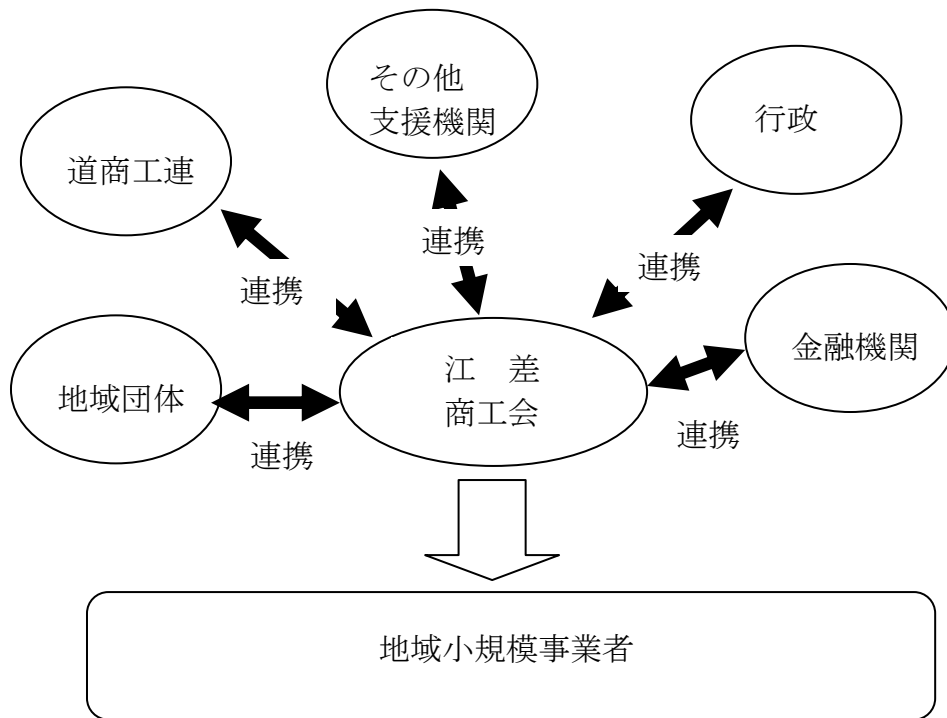 その他
支援機関
行政
道商工連
連携
連携
連携
金融機関
地域団体
江　差
商工会
連携
連携
地域小規模事業者